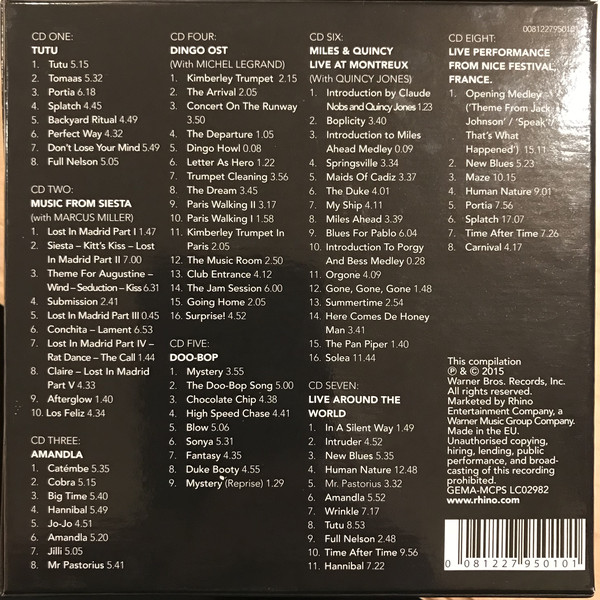 CD ONE:
TUTU
1. Tutu 5.15
2. Tomaas 5.32
3. Portia 6.18
4. Splatch 4.45
5. Backyard Ritual 4.49
6. Perfect Way 4.32
7. Don't Lose Your Mind 5.49
8. Full Nelson 5.05
CD TWO:
MUSIC FROM SIESTA
(with MARCUS MILLER)
1. Lost In Madrid Part I 1.47
2. Siesta – Kitt's Kiss – Lost
In Madrid Part II 7.00
3. Theme For Augustine –
Wind – Seduction – Kiss 6.31
4. Submission 2.41
5. Lost In Madrid Part III 0.45
6. Conchita – Lament 6.53
7. Lost In Madrid Part IV –
Rat Dance – The Call 1.44
8. Claire – Lost In Madrid
Part V 4.33
9. Afterglow 1.40
10. Los Feliz 4.34
CD THREE:
AMANDLA
1. Catémbe 5.35
2. Cobra 5.15
3. Big Time 5.40
4. Hannibal 5.49
5. Jo-Jo 4.51
6. Amandla 5.20
7. Jilli 5.05
8. Mr Pastorius 5.41
CD FOUR:
DINGO OST
(With MICHEL LEGRAND)
1. Kimberley Trumpet 2.15
2. The Arrival 2.05
3. Concert On The Runway
3.50
4. The Departure 1.05
5. Dingo Howl 0.08
6. Letter As Hero 1.22
7. Trumpet Cleaning 3.56
8. The Dream 3.45
9. Paris Walking II 3.17
10. Paris Walking I 1.58
11. Kimberley Trumpet In
Paris 2.05
12. The Music Room 2.50
13. Club Entrance 4.12
14. The Jam Session 6.00
15. Going Home 2.05
16. Surprise! 4.52
CD FIVE:
DOO-BOP
1. Mystery 3.55
2. The Doo-Bop Song 5.00
3. Chocolate Chip 4.38
4. High Speed Chase 4.41
5. Blow 5.06
6. Sonya 5.31
7. Fantasy 4.35
8. Duke Booty 4.55
9. Mystery (Reprise) 1.29
CD SIX:
MILES & QUINCY
LIVE AT MONTREUX
(With QUINCY JONES)
1. Introduction by Claude
Nobs and Quincy Jones 1.23
2. Boplicity 3.40
3. Introduction to Miles
Ahead Medley 0.09
4. Springsville 3.34
5. Maids Of Cadiz 3.37
6. The Duke 4.01
7. My Ship 4.11
8. Miles Ahead 3.39
9. Blues For Pablo 6.04
10. Introduction To Porgy
And Bess Medley 0.28
11. Orgone 4.09
12. Gone, Gone, Gone 1.48
13. Summertime 2.54
14. Here Comes De Honey
Man 3.41
15. The Pan Piper 1.40
16. Solea 11.44
CD SEVEN:
LIVE AROUND THE
WORLD
1. In A Silent Way 1.49
2. Intruder 4.52
3. New Blues 5.35
4. Human Nature 12.48
5. Mr. Pastorius 3.32
6. Amandla 5.52
7. Wrinkle 7.17
8. Tutu 8.53
9. Full Nelson 2.48
10. Time After Time 9.56
11. Hannibal 7.22
0081227950101
CD EIGHT:
LIVE PERFORMANCE
FROM NICE FESTIVAL,
FRANCE.
1. Opening Medley
('Theme From Jack
Johnson' / 'Speak'/
That's What
Happened') 15.11
2. New Blues 5.23
3. Maze 10.15
4. Human Nature 9.01
5. Portia 7.56
6. Splatch 17.07
7. Time After Time 7.26
8. Carnival 4.17
This compilation
℗ & © 2015
Warner Bros. Records, Inc.
All rights reserved.
Marketed by Rhino
Entertainment Company, a
Warner Music Group Company.
Made in the EU.
Unauthorised copying,
hiring, lending, public
performance, and broad-
casting of this recording
prohibited.
GEMA-MCPS LC02982
www.rhino.com
0 081227 950101